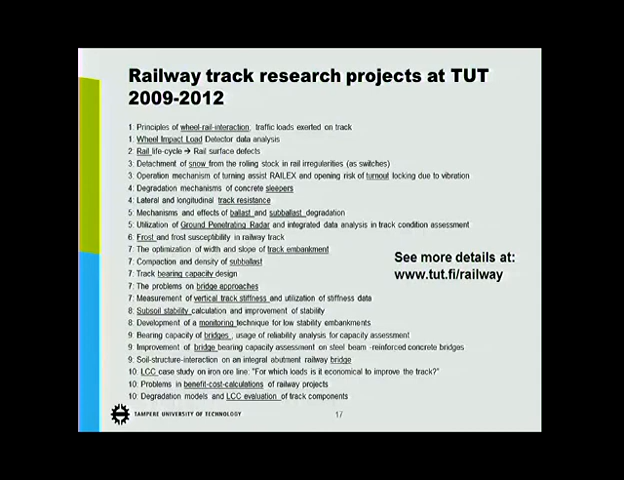 Railway track research projects at TUT
2009-2012
1. Principles of wheel-rail-interaction, traffic loads exerted on track
1. Wheel Impact Load Detector data analysis
2. Rail life-cycle → Rail surface defects
3: Detachment of snow from the rolling stock in rail irregularities (as switches)
3: Operation mechanism of turning assist RAILEX and opening risk of turnout locking due to vibration
4: Degradation mechanisms of concrete sleepers
4: Lateral and longitudinal track resistance
5: Mechanisms and effects of ballast and subballast degradation
5: Utilization of Ground Penetrating Radar and integrated data analysis in track condition assessment
6. Frost and frost susceptibility in railway track
7: The optimization of width and slope of track embankment
7: Compaction and density of subballast
7: Track bearing capacity design
7: The problems on bridge approaches
7: Measurement of vertical track stiffness and utilization of stiffness data
8: Subsoil stability calculation and improvement of stability
8: Development of a monitoring technique for low stability embankments
9: Bearing capacity of bridges, usage of reliability analysis for capacity assessment
9: Improvement of bridge bearing capacity assessment on steel beam -reinforced concrete bridges
9: Soil-structure-interaction on an integral abutment railway bridge
10: LCC case study on iron ore line: "For which loads is it economical to improve the track?"
10: Problems in benefit-cost-calculations of railway projects
10: Degradation models and LCC evaluation of track components
See more details at:
www.tut.fi/railway
TAMPERE UNIVERSITY OF TECHNOLOGY
17